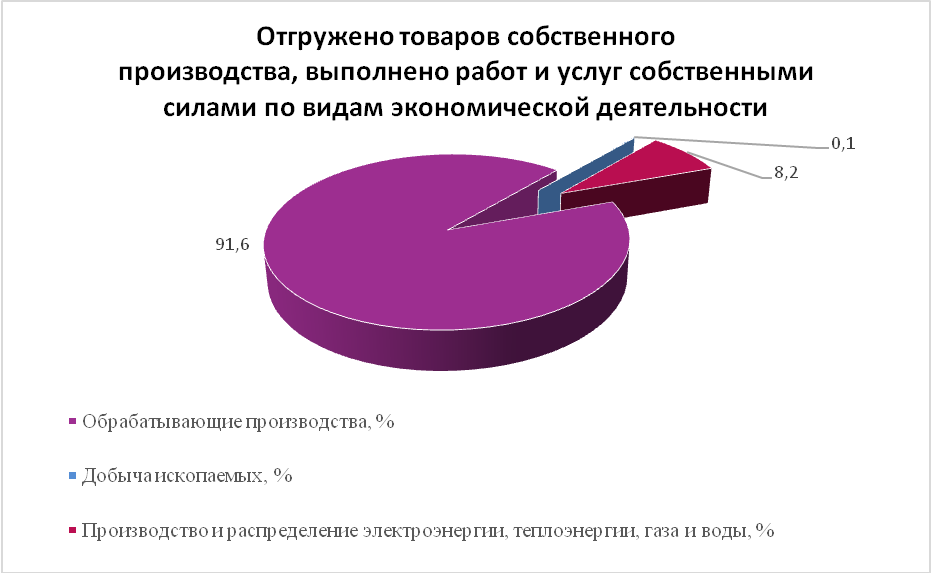 Отгружено товаров собственного
производства, выполнено работ и услуг собственными
силами по видам экономической деятельности
0,1
8,2
91,6
Обрабатывающие производства, %
Добыча ископаемых, %
Производство и распределение электроэнергии, теплоэнергии, газа и воды, %